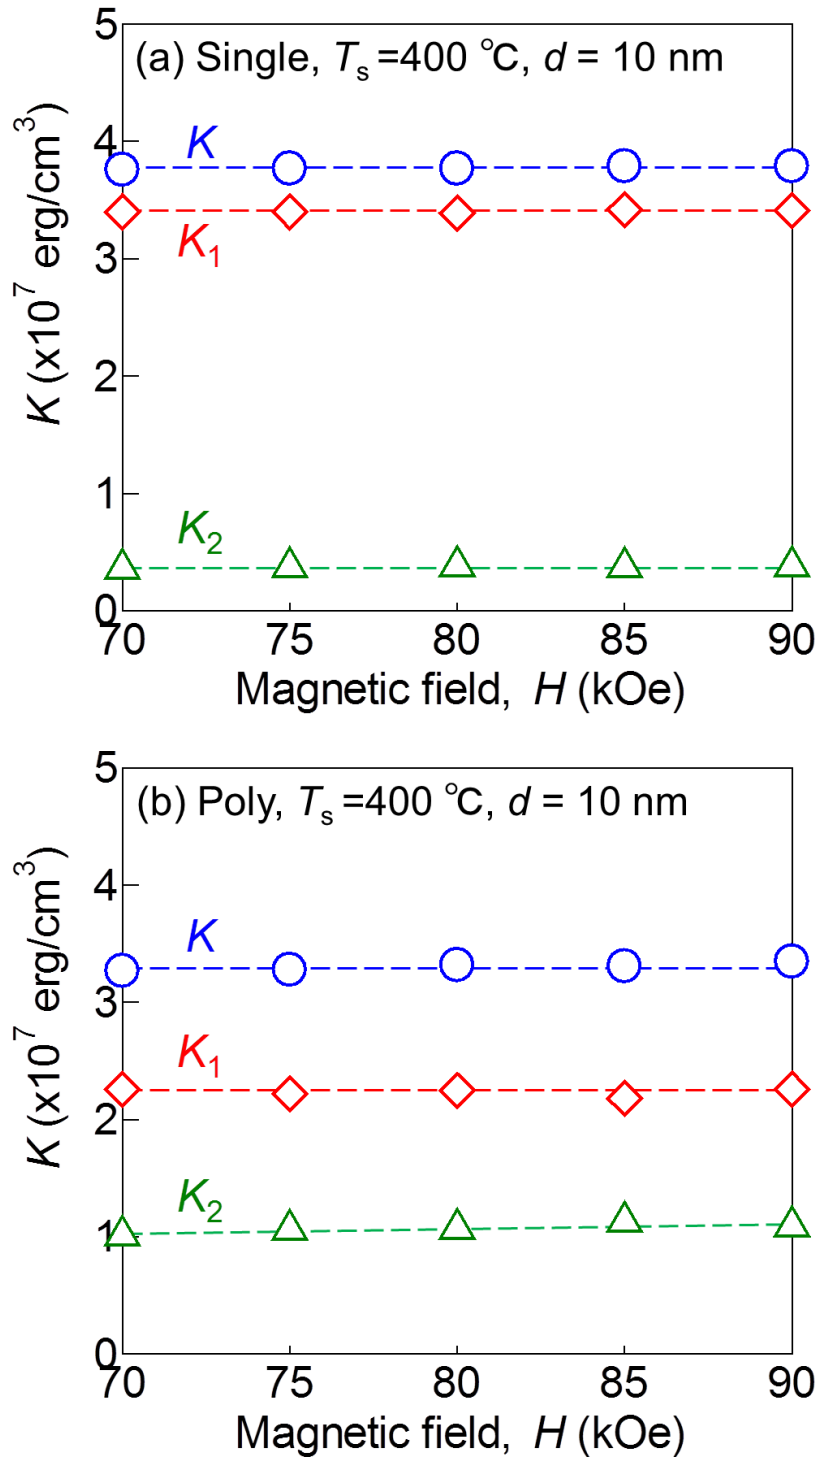 5
(a) Single, Ts =400 ℃, d = 10 nm
4
K
K1
3
K (x10^7 erg/cm^3)
2
1
K2
0
70 75 80 85 90
Magnetic field, H (kOe)
5
(b) Poly, Ts =400 ℃, d = 10 nm
4
K
3
K1
K (x10^7 erg/cm^3)
2
K2
1
0
70 75 80 85 90
Magnetic field, H (kOe)